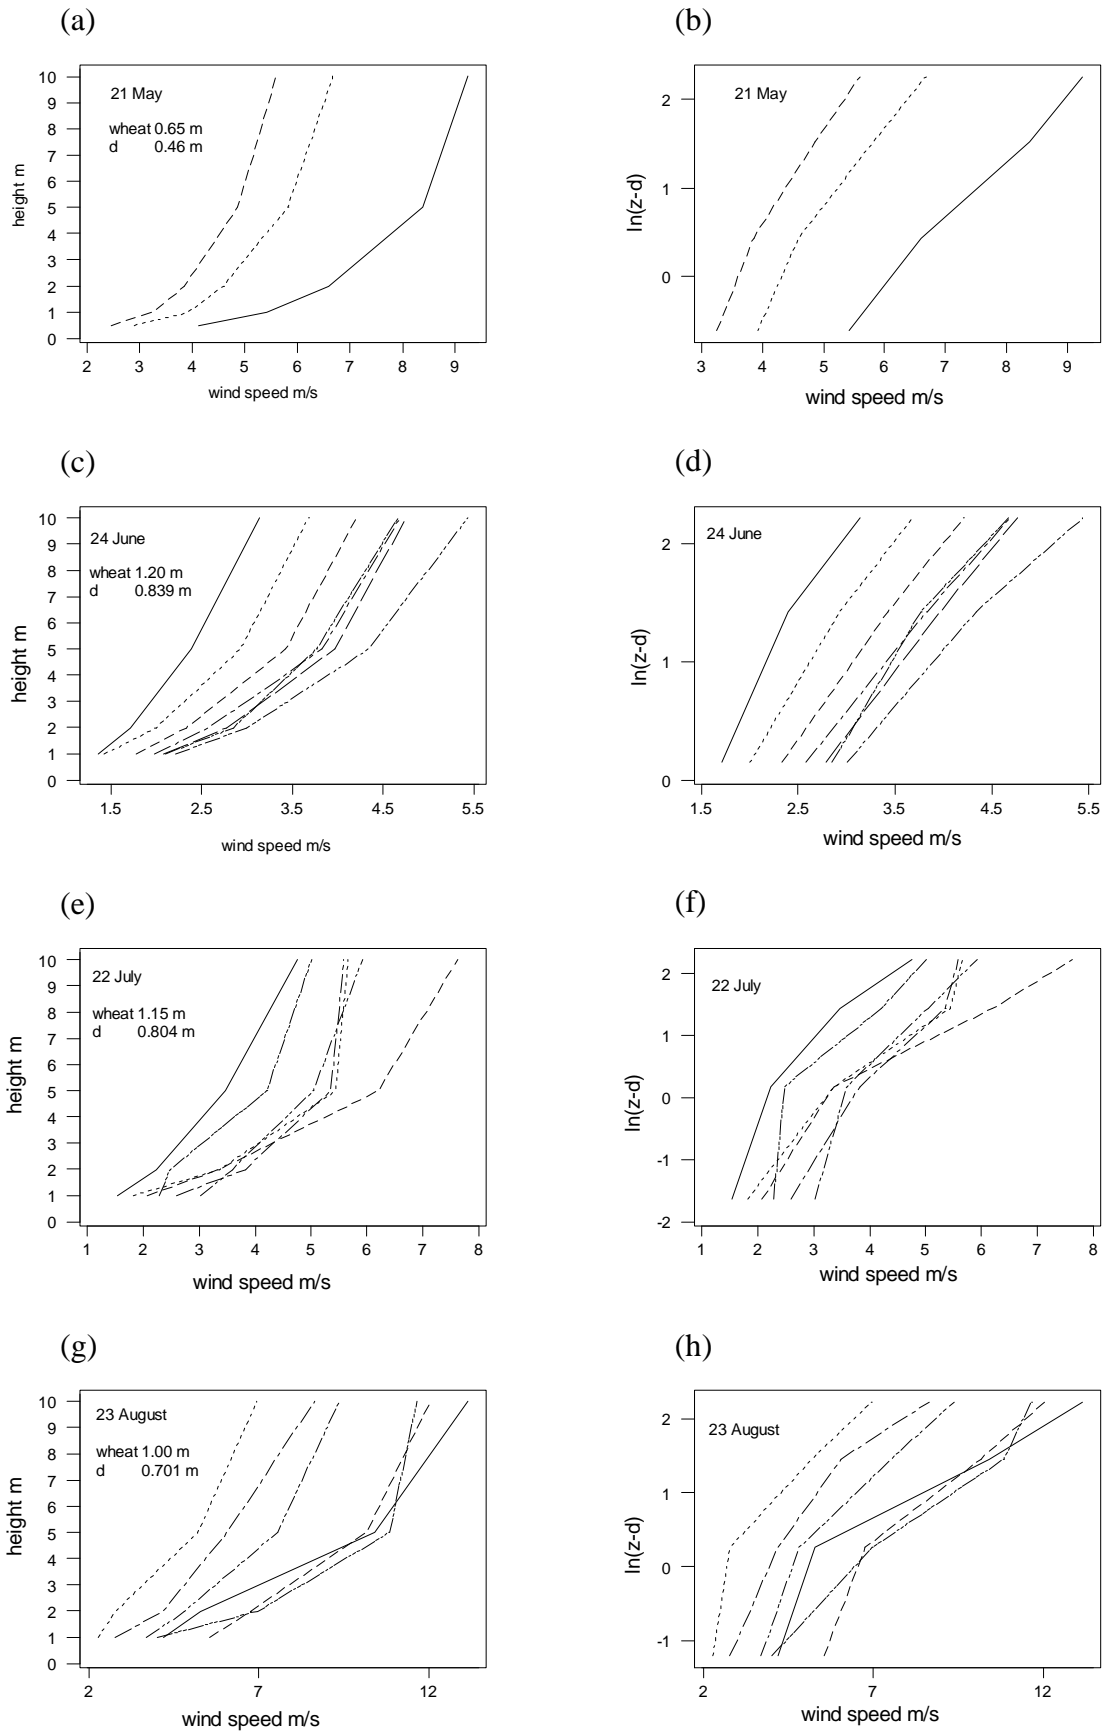 (a)
10
9
8
7
6
5
4
3
2
1
0
height m
21 May
wheat 0.65 m
d 0.46 m
2 3 4 5 6 7 8 9
wind speed m/s
(b)
2
1
0
ln(z-d)
21 May
3 4 5 6 7 8 9
wind speed m/s
(c)
10
9
8
7
6
5
4
3
2
1
0
height m
24 June
wheat 1.20 m
d 0.839 m
1.5 2.5 3.5 4.5 5.5
wind speed m/s
(d)
2
1
0
ln(z-d)
24 June
1.5 2.5 3.5 4.5 5.5
wind speed m/s
(e)
10
9
8
7
6
5
4
3
2
1
0
height m
22 July
wheat 1.15 m
d 0.804 m
1 2 3 4 5 6 7 8
wind speed m/s
(f)
2
1
0
-1
-2
ln(z-d)
22 July
1 2 3 4 5 6 7 8
wind speed m/s
(g)
10
9
8
7
6
5
4
3
2
1
0
height m
23 August
wheat 1.00 m
d 0.701 m
2 7 12
wind speed m/s
(h)
2
1
0
-1
ln(z-d)
23 August
2 7 12
wind speed m/s